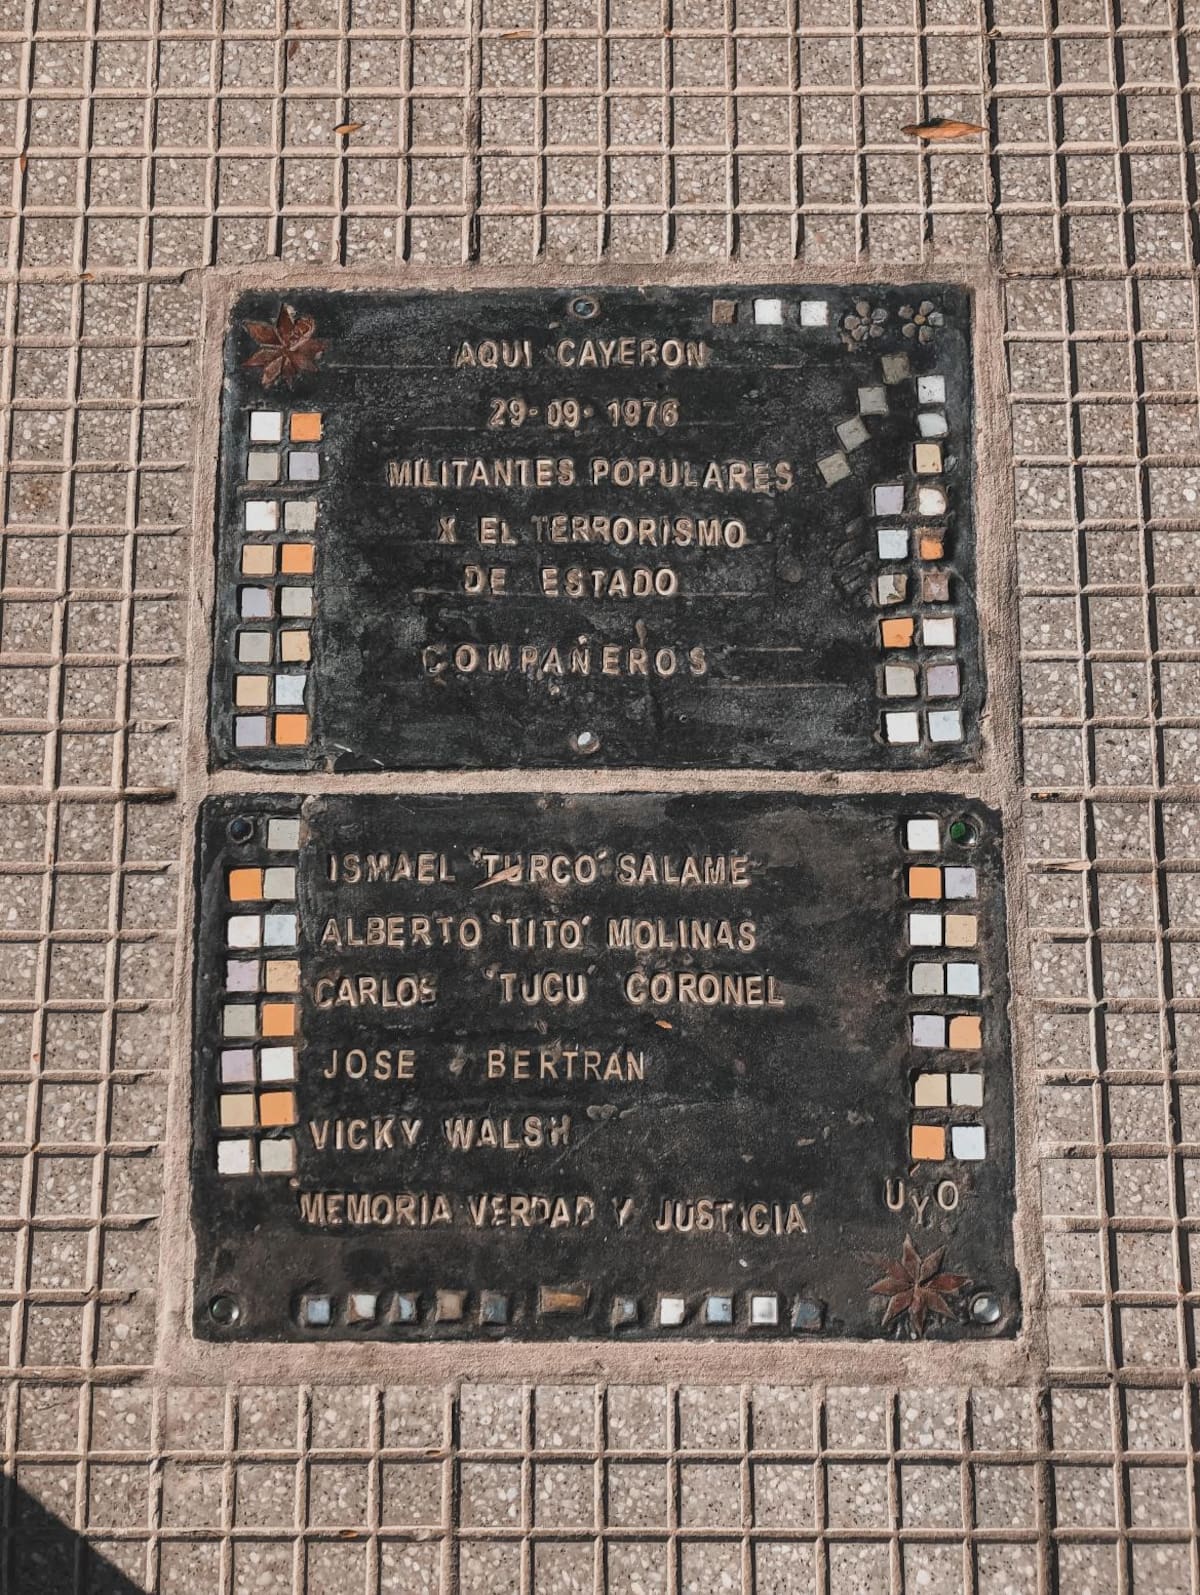 AQUI CAYERON
29·09·1976
MILITANTES POPULARES
X EL TERRORISMO
DE ESTADO
COMPAÑEROS
ISMAEL 'TURCO' SALAME
ALBERTO 'TITO' MOLINAS
CARLOS 'TUCU' CORONEL
JOSE BERTRAN
VICKY WALSH
MEMORIA VERDAD Y JUSTICIA
UyO